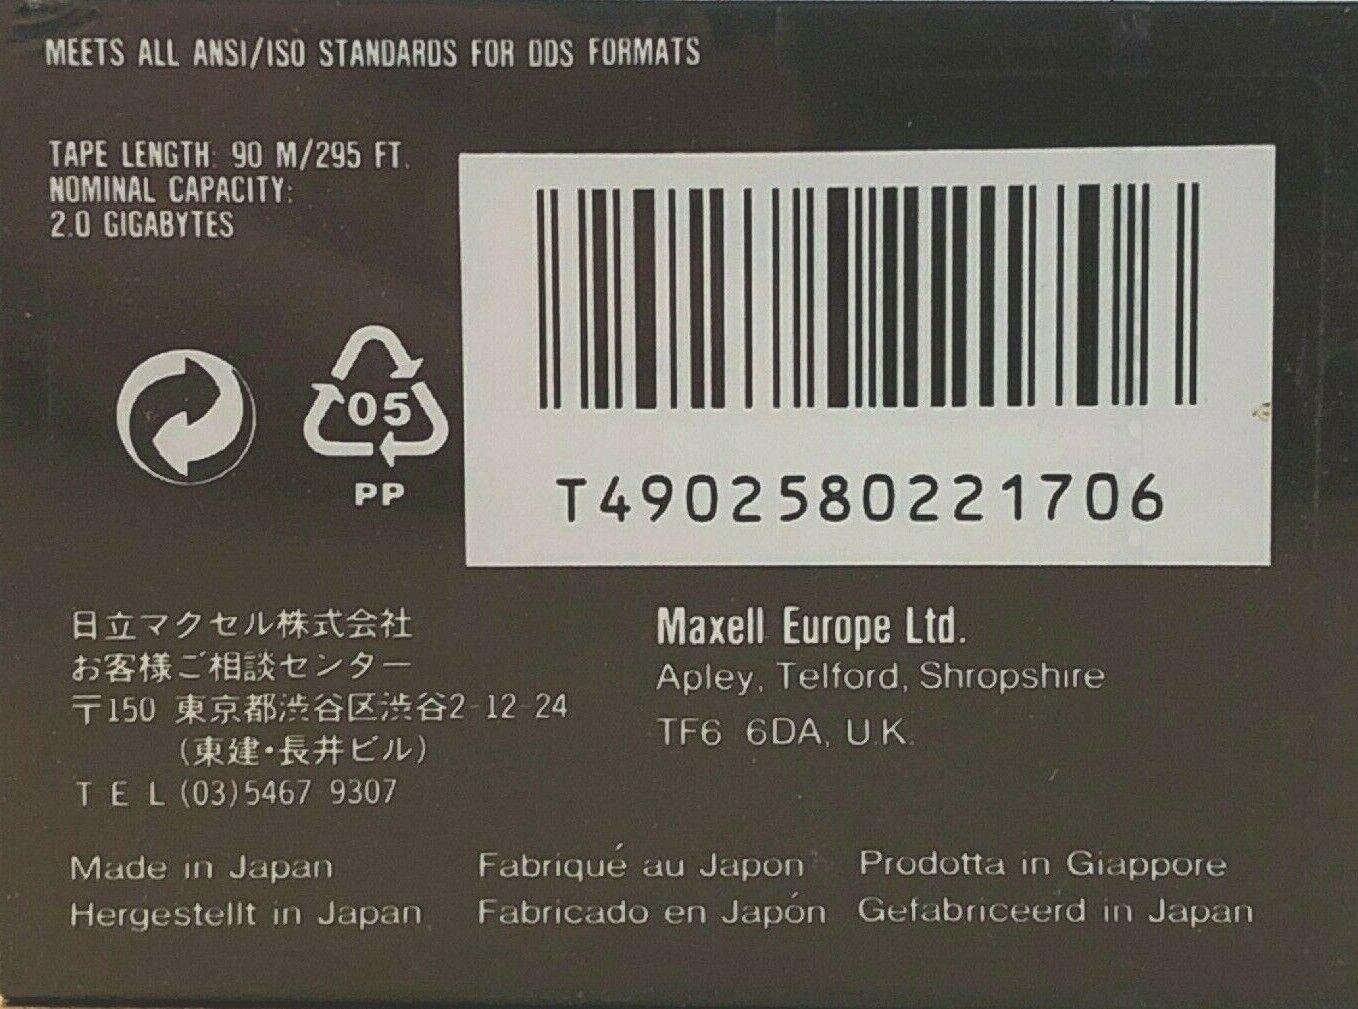 MEETS ALL ANSI/ISO STANDARDS FOR DDS FORMATS
TAPE LENGTH: 90 M/295 FT.
NOMINAL CAPACITY:
2.0 GIGABYTES
05
PP
T4902580221706
日立マクセル株式会社
お客様ご相談センター
〒150 東京都渋谷区渋谷2-12-24
(東建・長井ビル)
TEL (03)5467 9307
Maxell Europe Ltd.
Apley, Telford, Shropshire
TF6 6DA, U.K.
Made in Japan Fabriqué au Japon Prodotta in Giappore
Hergestellt in Japan Fabricado en Japón Gefabriceerd in Japan